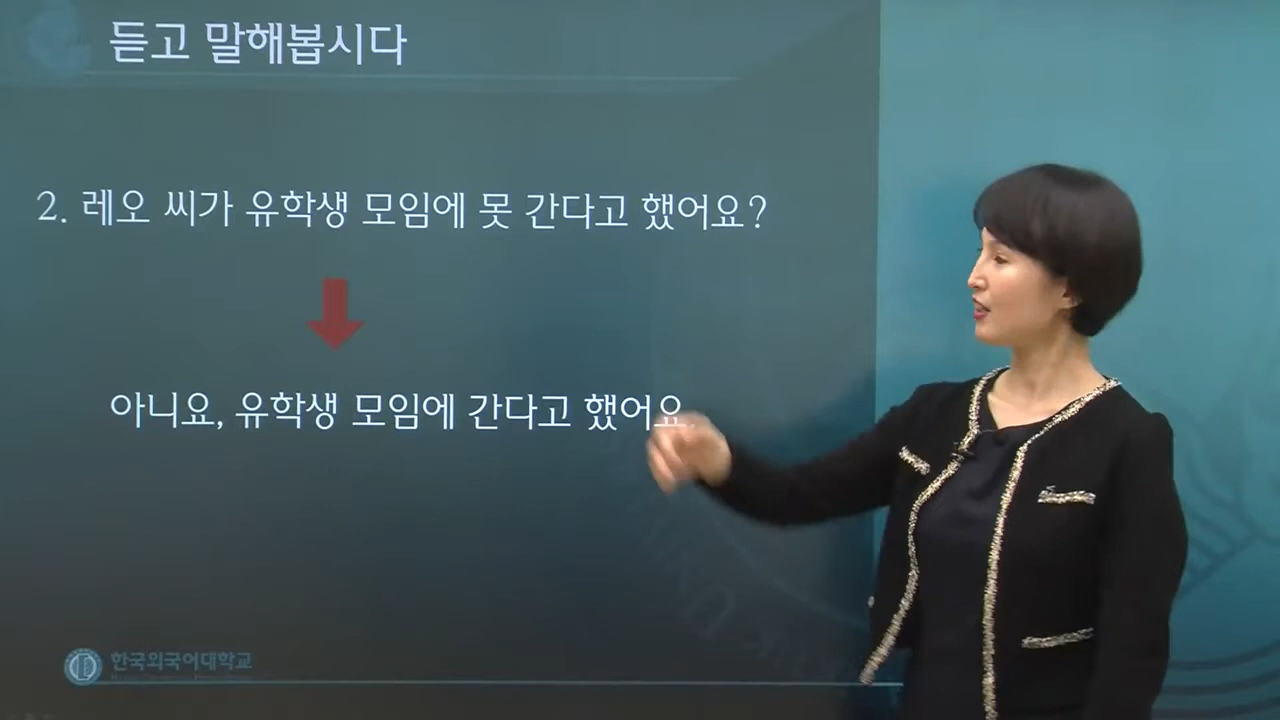 듣고 말해봅시다
2. 레오 씨가 유학생 모임에 못 간다고 했어요?
아니요, 유학생 모임에 간다고 했어요.
한국외국어대학교